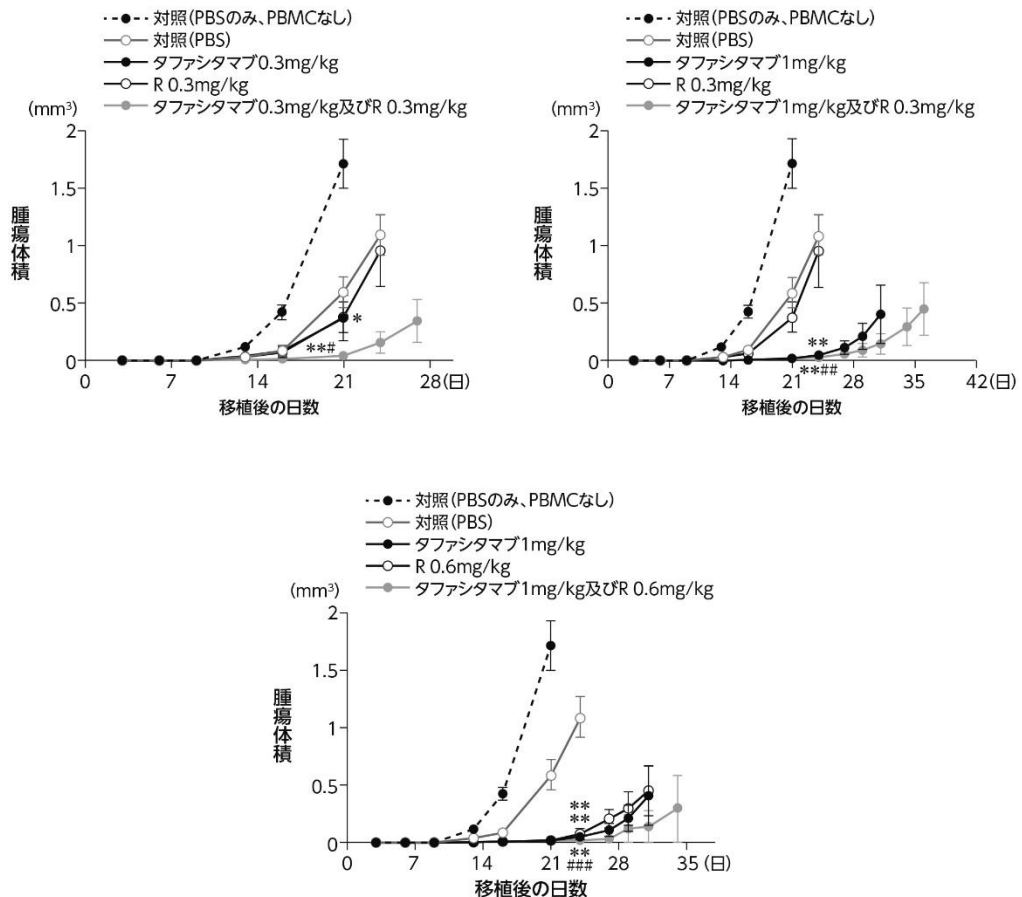 対照(PBSのみ、PBMCなし)
対照(PBS)
タファシタマブ0.3mg/kg
R 0.3mg/kg
タファシタマブ0.3mg/kg及びR 0.3mg/kg
(mm³)
2
1.5
1
0.5
0
腫瘍体積
*
**#
0 7 14 21 28(日)
移植後の日数
対照(PBSのみ、PBMCなし)
対照(PBS)
タファシタマブ1mg/kg
R 0.3mg/kg
タファシタマブ1mg/kg及びR 0.3mg/kg
(mm³)
2
1.5
1
0.5
0
腫瘍体積
**
**##
0 7 14 21 28 35 42(日)
移植後の日数
対照(PBSのみ、PBMCなし)
対照(PBS)
タファシタマブ1mg/kg
R 0.6mg/kg
タファシタマブ1mg/kg及びR 0.6mg/kg
(mm³)
2
1.5
1
0.5
0
腫瘍体積
**
**
**
###
0 7 14 21 28 35(日)
移植後の日数